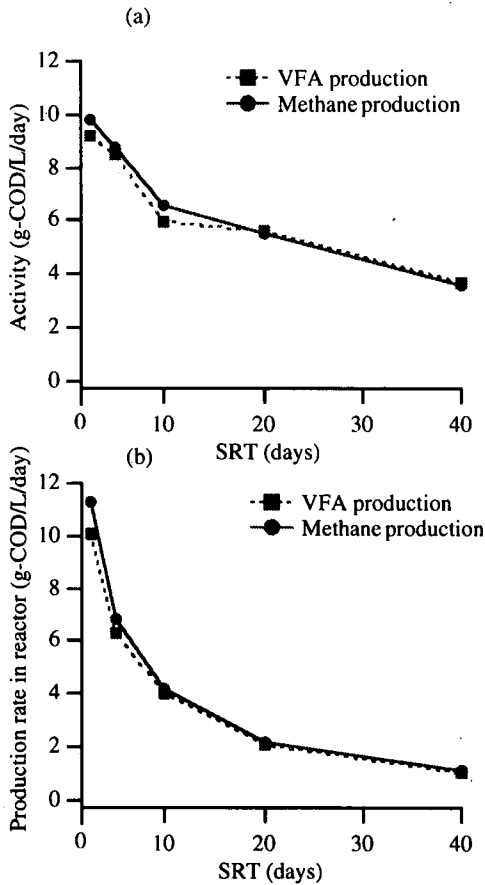 (a)
12
10
8
6
4
2
0
Activity (g-COD/L/day)
VFA production
Methane production
0
10
20
30
40
SRT (days)
(b)
12
10
8
6
4
2
0
Production rate in reactor (g-COD/L/day)
VFA production
Methane production
0
10
20
30
40
SRT (days)